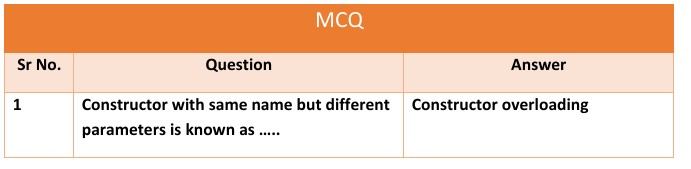 MCQ
Sr No. Question Answer
1 Constructor with same name but different Constructor overloading
parameters is known as …..